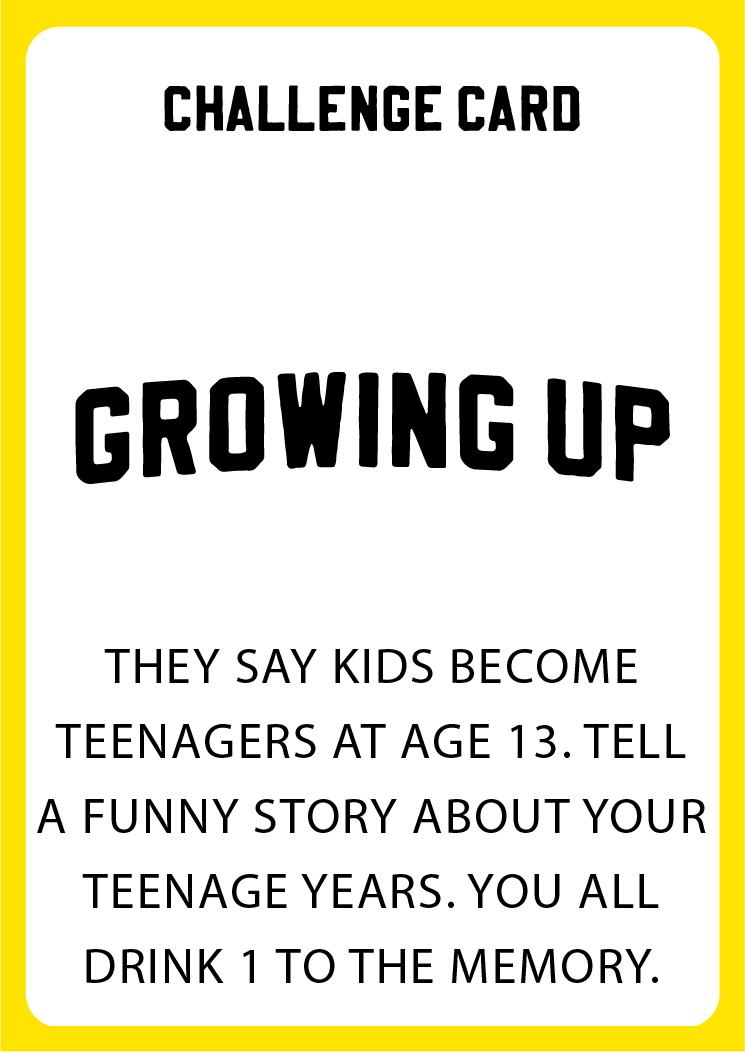 CHALLENGE CARD
GROWING UP
THEY SAY KIDS BECOME
TEENAGERS AT AGE 13. TELL
A FUNNY STORY ABOUT YOUR
TEENAGE YEARS. YOU ALL
DRINK 1 TO THE MEMORY.